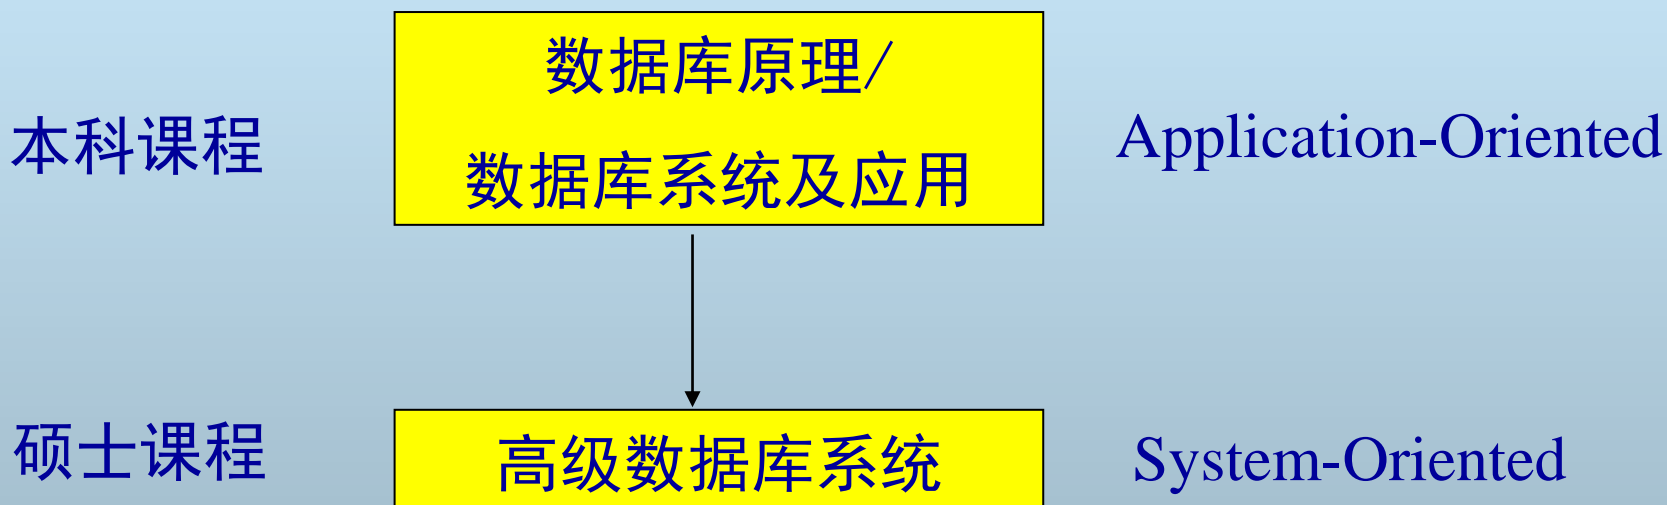 本科课程
数据库原理/
数据库系统及应用
Application-Oriented
硕士课程
高级数据库系统
System-Oriented